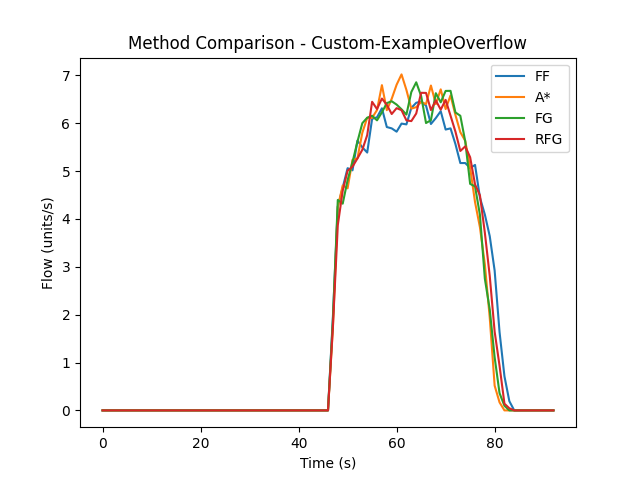 Method Comparison - Custom-ExampleOverflow
FF
A*
FG
RFG
Flow (units/s)
7
6
5
4
3
2
1
0
0 20 40 60 80
Time (s)